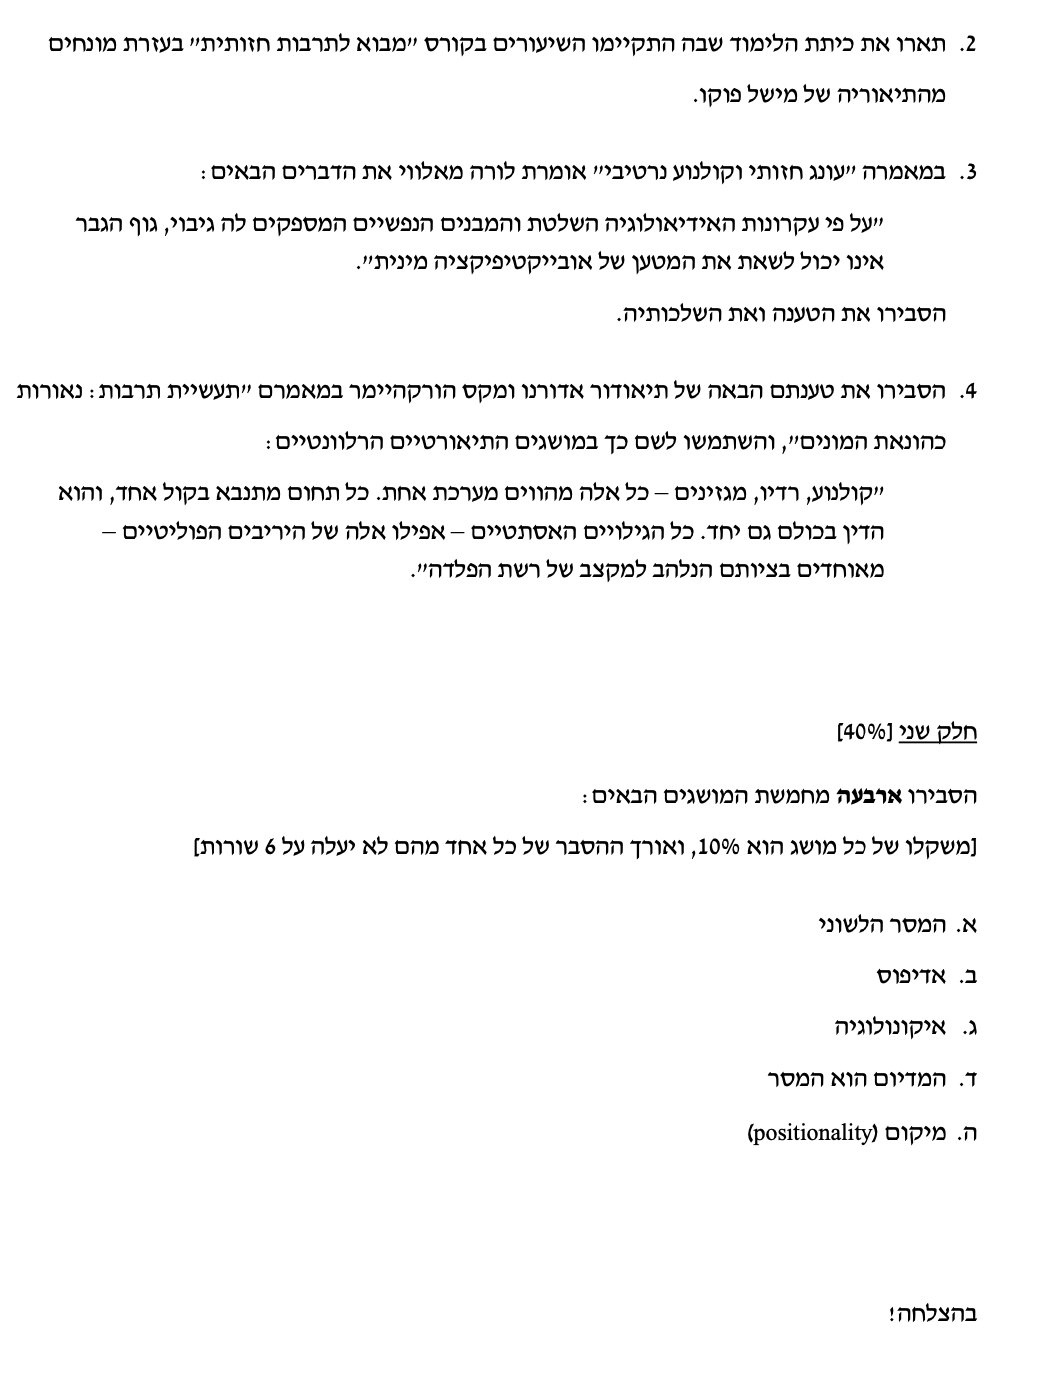 2. תארו את כיתת הלימוד שבה התקיימו השיעורים בקורס "מבוא לתרבות חזותית" בעזרת מונחים
מהתיאוריה של מישל פוקו.
3. במאמרה "עונג חזותי וקולנוע נרטיבי" אומרת לורה מאלווי את הדברים הבאים:
"על פי עקרונות האידיאולוגיה השלטת והמבנים הנפשיים המספקים לה גיבוי, גוף הגבר
אינו יכול לשאת את המטען של אובייקטיפיקציה מינית".
הסבירו את הטענה ואת השלכותיה.
4. הסבירו את טענתם הבאה של תיאודור אדורנו ומקס הורקהיימר במאמרם "תעשיית תרבות: נאורות
כהונאת המונים", והשתמשו לשם כך במושגים התיאורטיים הרלוונטיים:
"קולנוע, רדיו, מגזינים – כל אלה מהווים מערכת אחת. כל תחום מתנבא בקול אחד, והוא
הדין בכולם גם יחד. כל הגילויים האסתטיים – אפילו אלה של היריבים הפוליטיים –
מאוחדים בציותם הנלהב למקצב של רשת הפלדה".
חלק שני [40%]
הסבירו ארבעה מחמשת המושגים הבאים:
[משקלו של כל מושג הוא 10%, ואורך ההסבר של כל אחד מהם לא יעלה על 6 שורות]
א. המסר הלשוני
ב. אדיפוס
ג. איקונולוגיה
ד. המדיום הוא המסר
ה. מיקום (positionality)
בהצלחה!